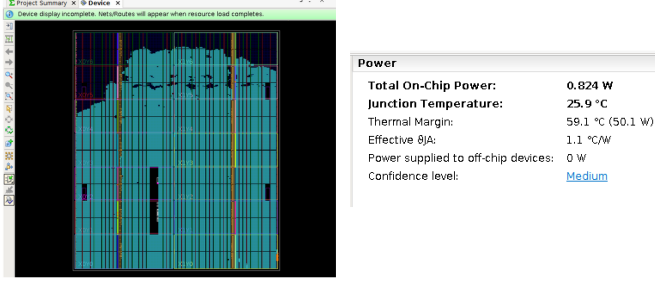 Project Summary
Device
Device display incomplete. Nets/Routes will appear when resource load completes.
Power
Total On-Chip Power: 0.824 W
Junction Temperature: 25.9 °C
Thermal Margin: 59.1 °C (50.1 W)
Effective θJA: 1.1 °C/W
Power supplied to off-chip devices: 0 W
Confidence level: Medium